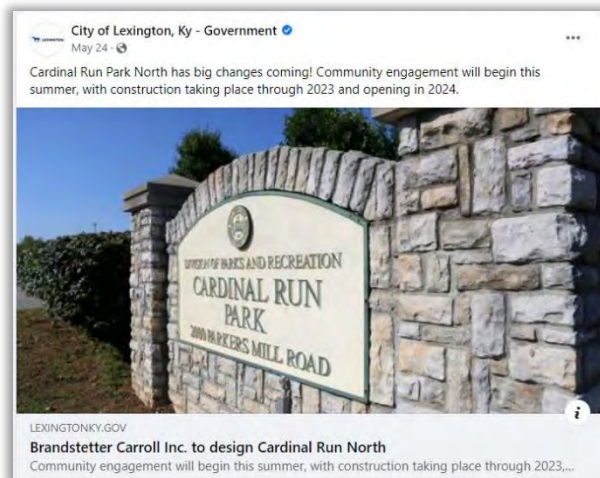 City of Lexington, Ky - Government
May 24 ·
Cardinal Run Park North has big changes coming! Community engagement will begin this
summer, with construction taking place through 2023 and opening in 2024.
DIVISION OF PARKS AND RECREATION
CARDINAL RUN
PARK
2000 PARKERS MILL ROAD
LEXINGTONKY.GOV
Brandstetter Carroll Inc. to design Cardinal Run North
Community engagement will begin this summer, with construction taking place through 2023,...